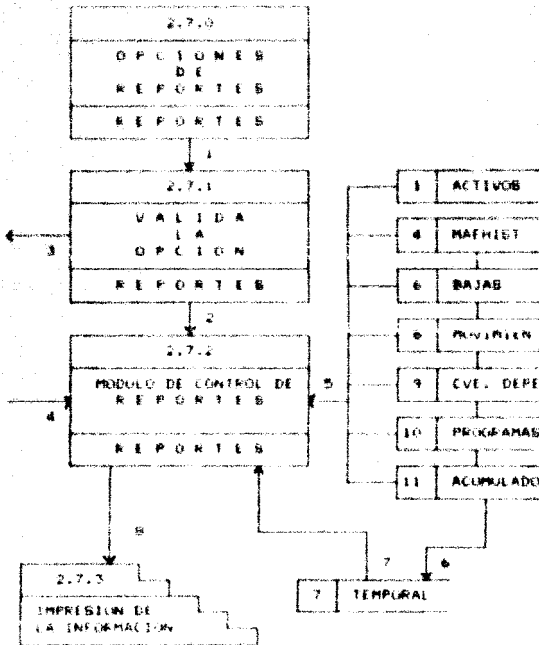 2.7.0
OPCIONES
DE
REPORTES
REPORTES
1
2.7.1
VALIDA
LA
OPCION
REPORTES
3
2
2.7.2
MODULO DE CONTROL DE
REPORTES
REPORTES
4
5
1 ACTIVOS
4 MAFHIST
6 BAJAS
MOVIMIEN
9 CVE. DEPE
10 PROGRAMAS
11 ACUMULADO
8
7
6
2.7.3
IMPRESION DE
LA INFORMACION
7 TEMPORAL